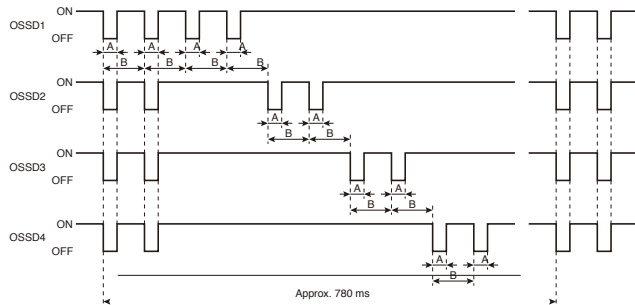 ON
OSSD1
OFF
A A A A
B B B B
ON
OSSD2
OFF
A A
B B
ON
OSSD3
OFF
A A
B B
ON
OSSD4
OFF
A A
B
Approx. 780 ms